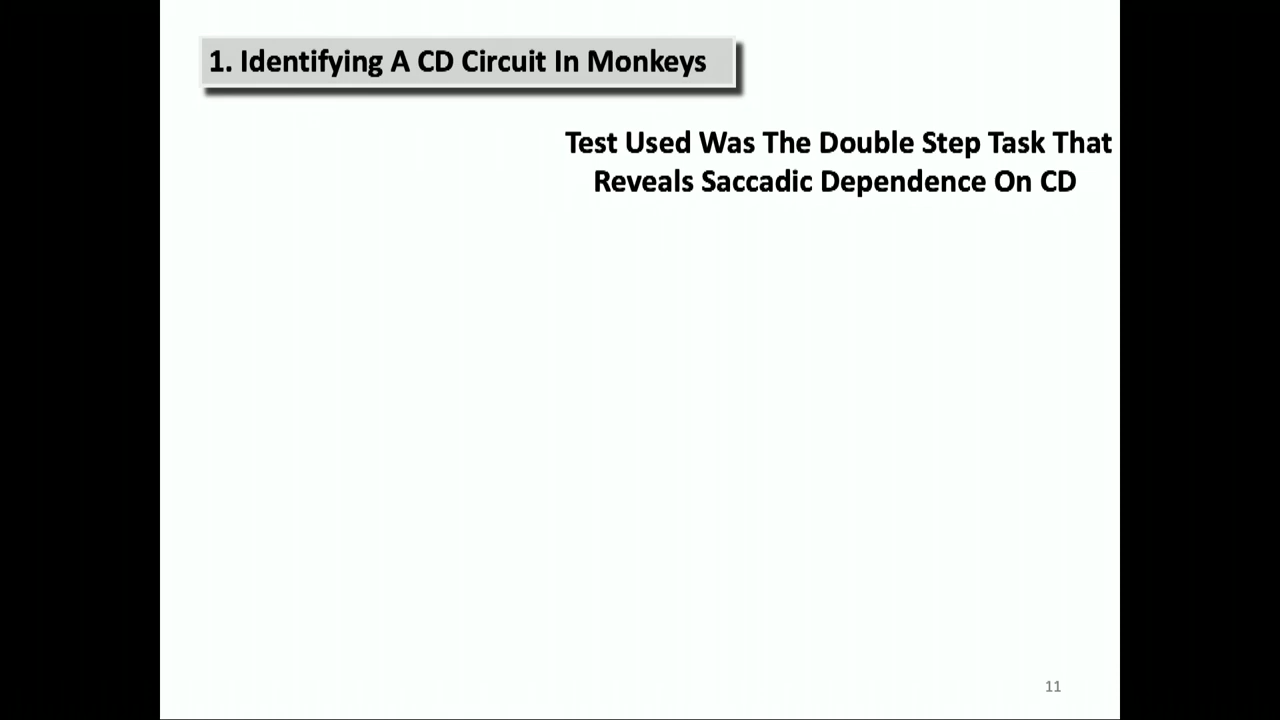 1. Identifying A CD Circuit In Monkeys
Test Used Was The Double Step Task That
Reveals Saccadic Dependence On CD
11